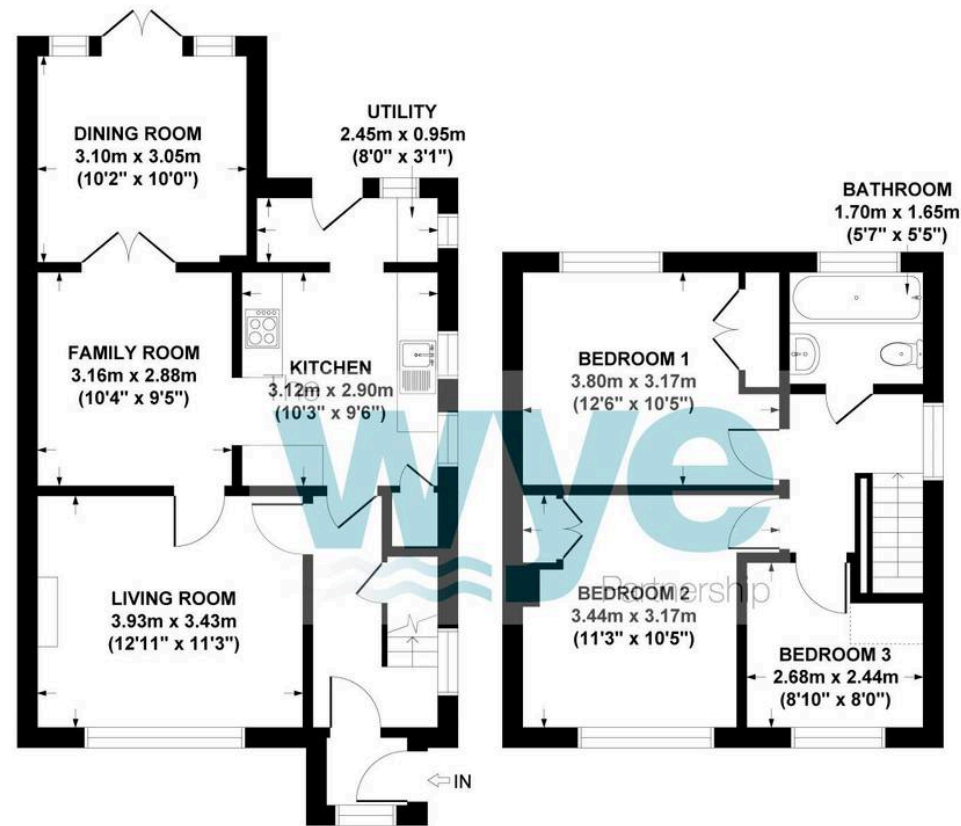 DINING ROOM
3.10m x 3.05m
(10'2" x 10'0")
UTILITY
2.45m x 0.95m
(8'0" x 3'1")
FAMILY ROOM
3.16m x 2.88m
(10'4" x 9'5")
KITCHEN
3.12m x 2.90m
(10'3" x 9'6")
LIVING ROOM
3.93m x 3.43m
(12'11" x 11'3")
IN
BATHROOM
1.70m x 1.65m
(5'7" x 5'5")
BEDROOM 1
3.80m x 3.17m
(12'6" x 10'5")
BEDROOM 2
3.44m x 3.17m
(11'3" x 10'5")
BEDROOM 3
2.68m x 2.44m
(8'10" x 8'0")
The
wye
Partnership